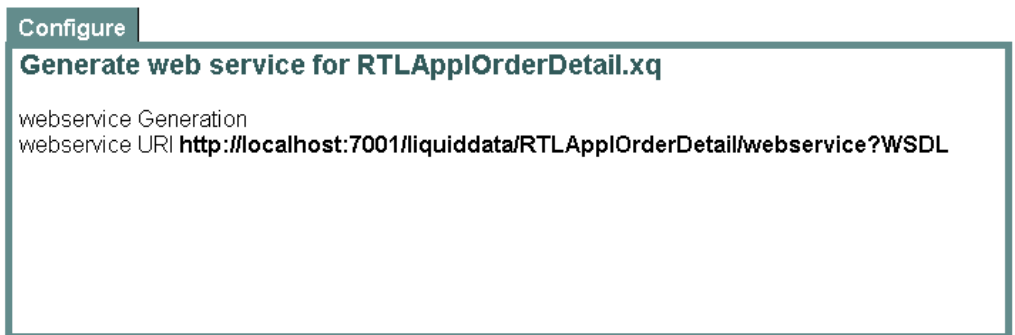 Configure
Generate web service for RTLApplOrderDetail.xq
webservice Generation
webservice URI http://localhost:7001/liquiddata/RTLApplOrderDetail/webservice?WSDL